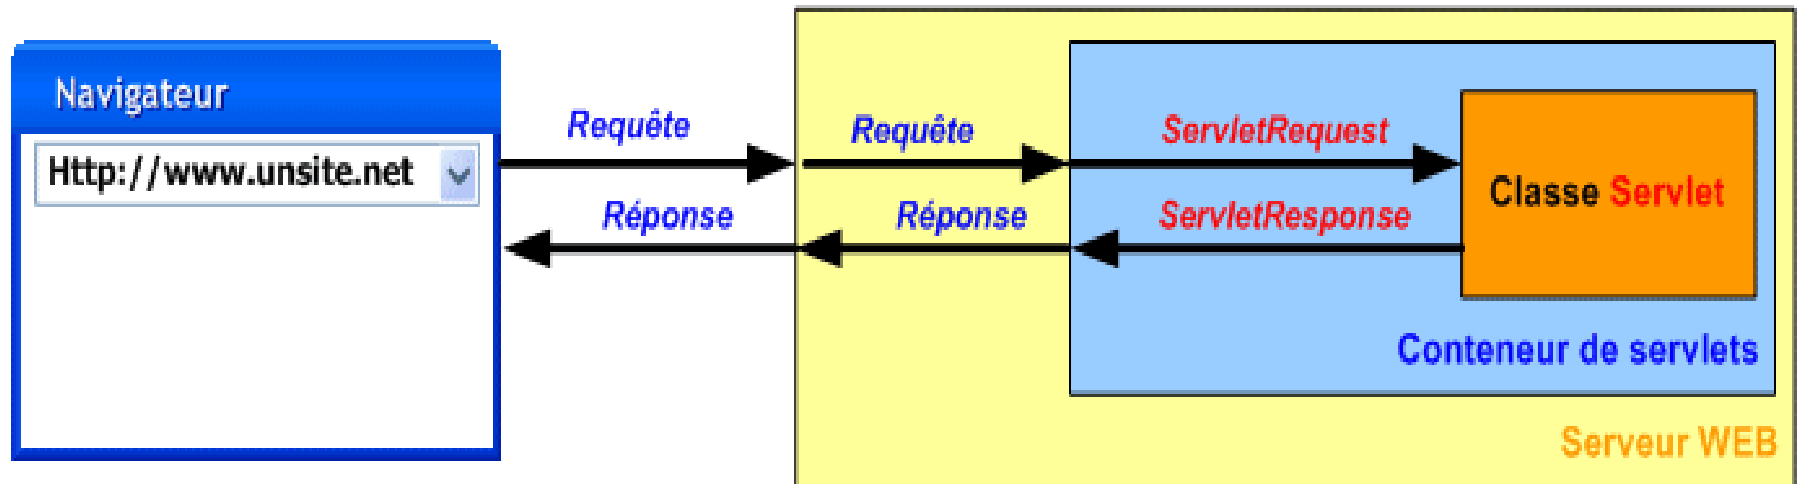 Navigateur
Http://www.unsite.net
Requête
Réponse
Requête
Réponse
ServletRequest
ServletResponse
Classe Servlet
Conteneur de servlets
Serveur WEB